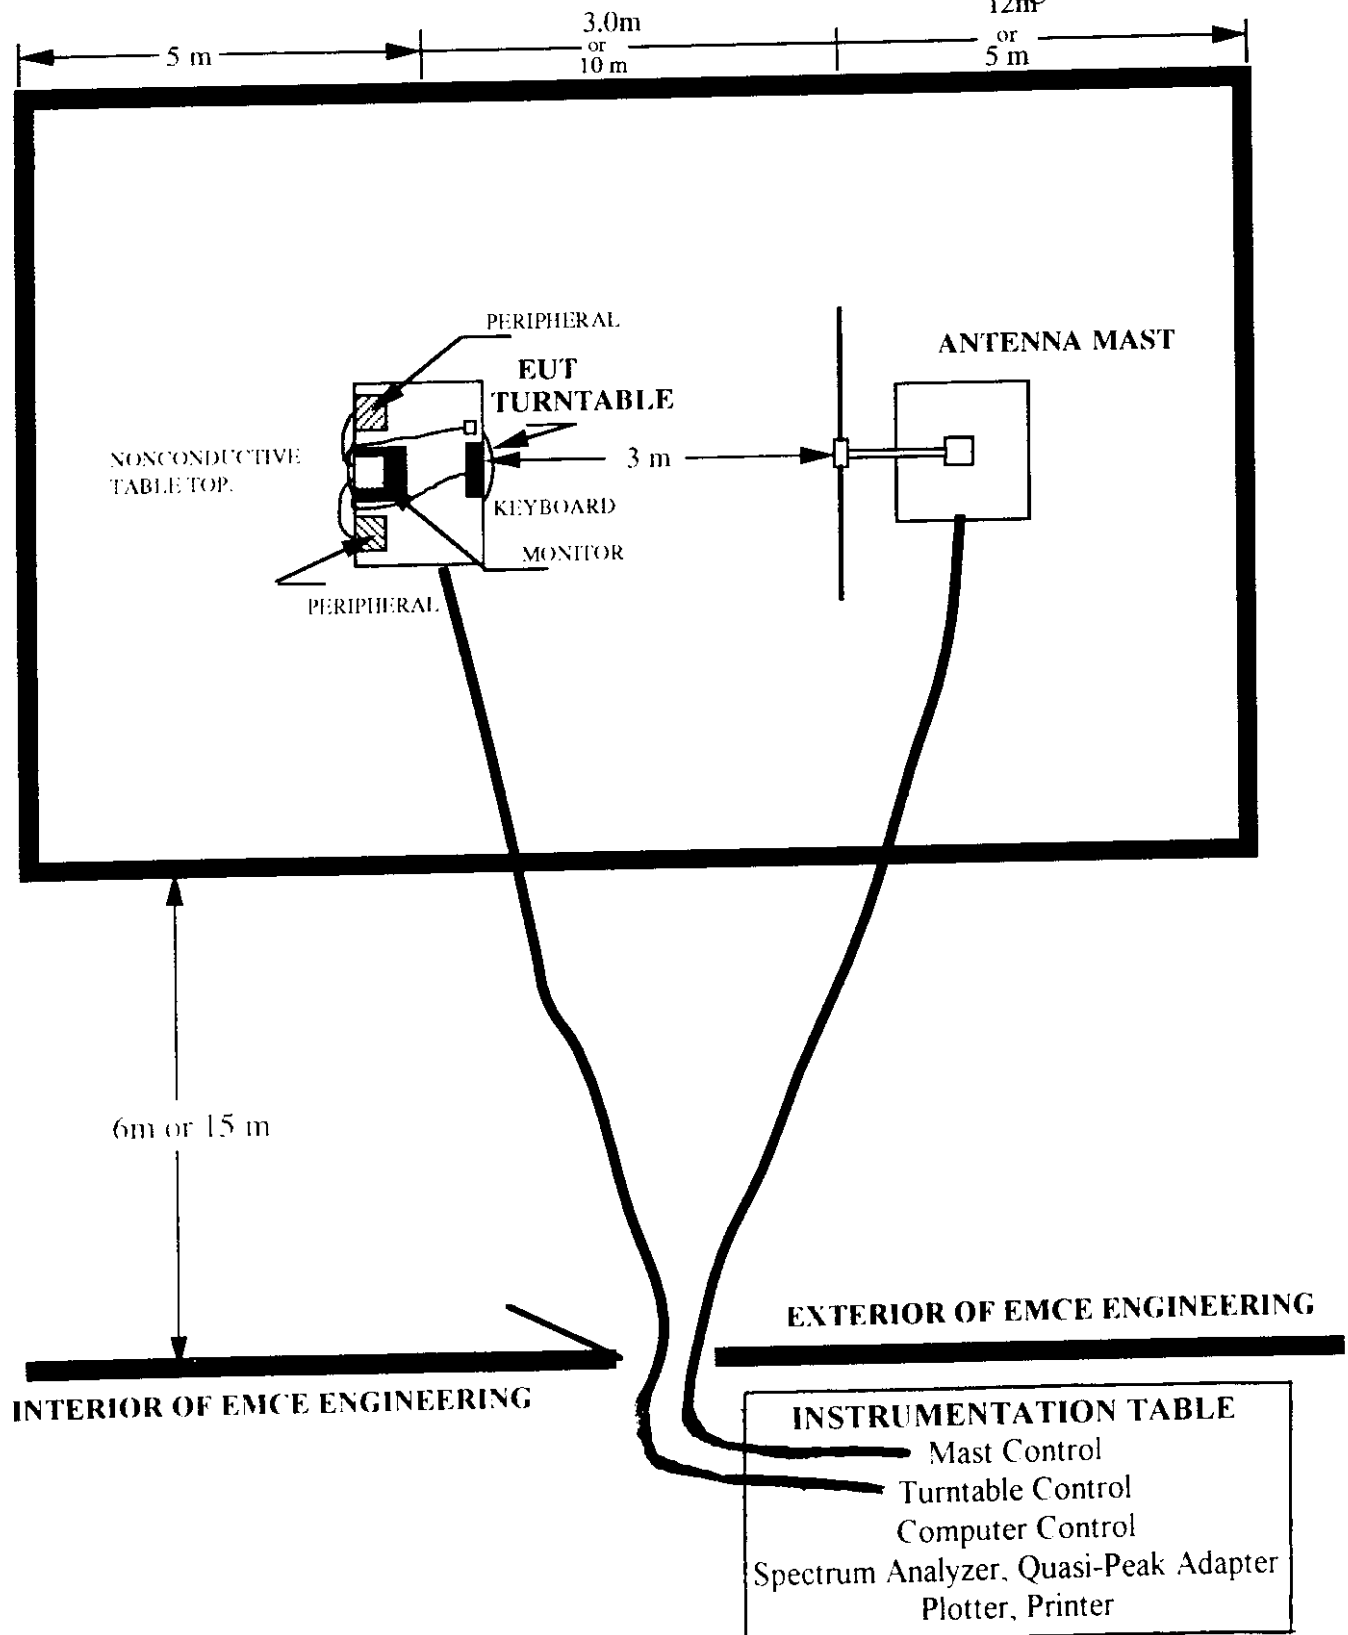 5 m
3.0m
or
10 m
12m
or
5 m
PERIPHERAL
ANTENNA MAST
EUT
TURNTABLE
NONCONDUCTIVE
TABLE TOP.
3 m
KEYBOARD
MONITOR
PERIPHERAL
6m or 15 m
EXTERIOR OF EMCE ENGINEERING
INTERIOR OF EMCE ENGINEERING
INSTRUMENTATION TABLE
Mast Control
Turntable Control
Computer Control
Spectrum Analyzer, Quasi-Peak Adapter
Plotter, Printer